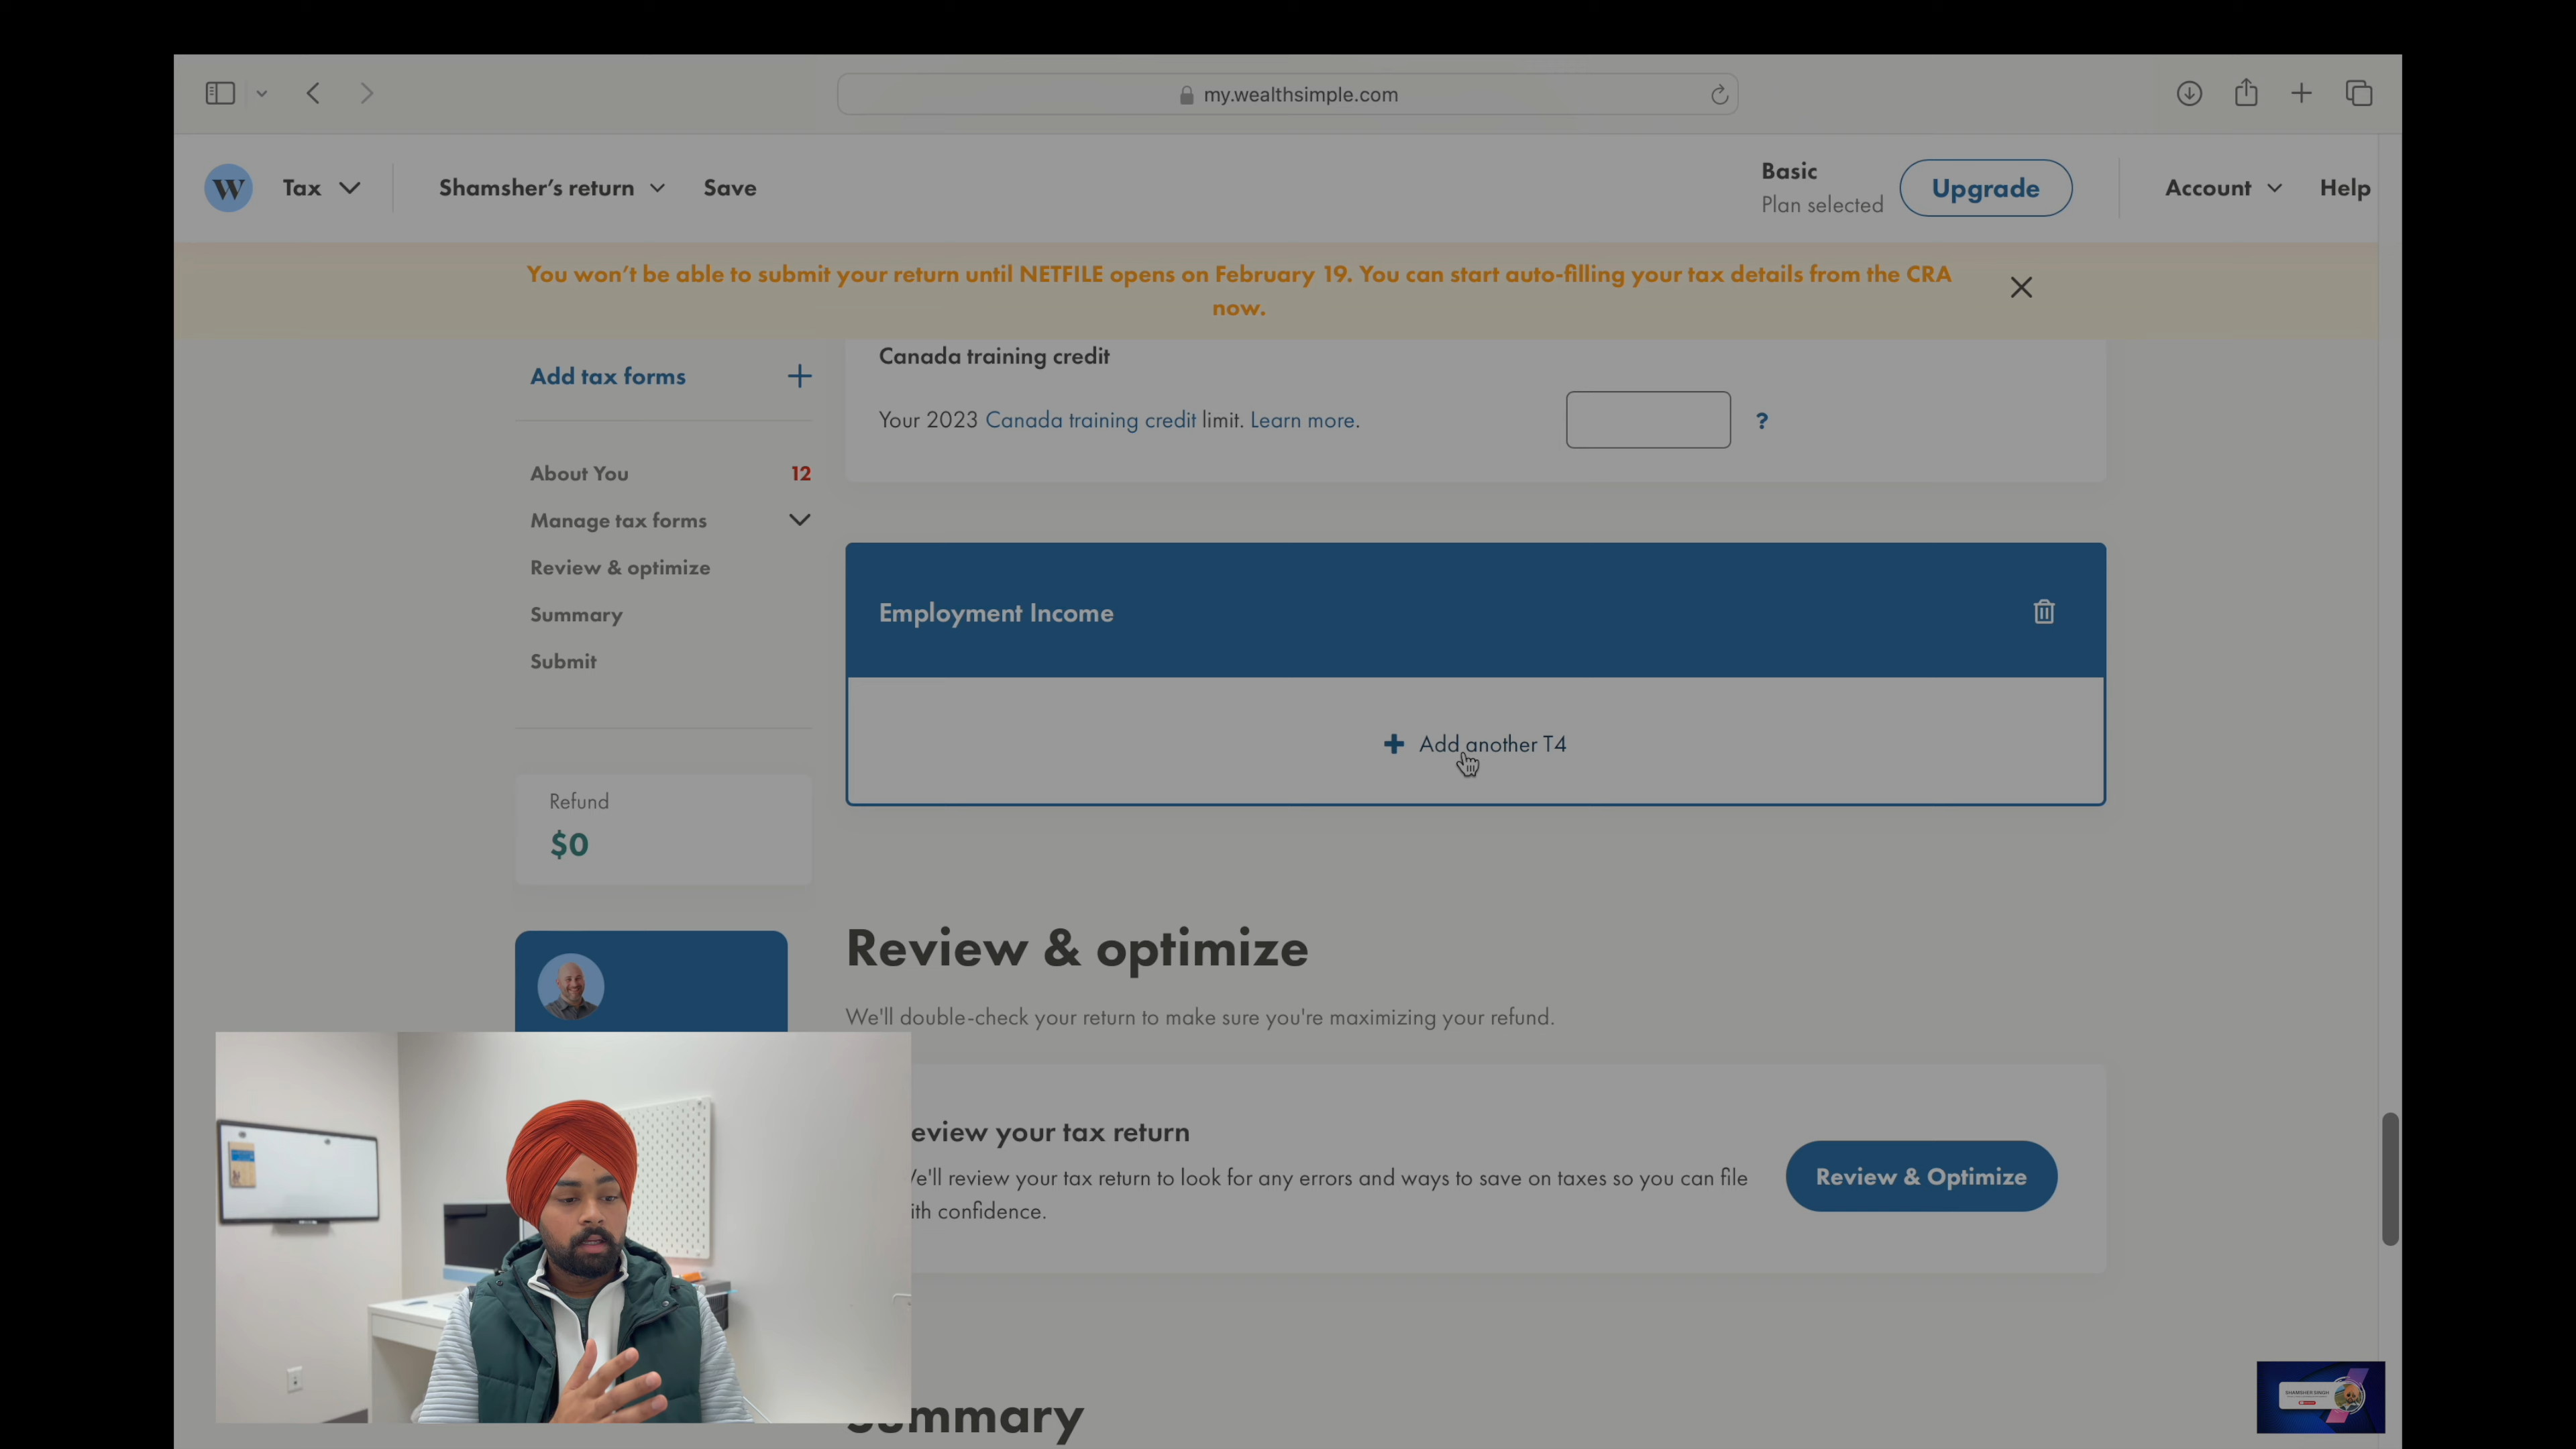 my.wealthsimple.com
W
Tax
Shamsher's return
Save
Basic
Plan selected
Upgrade
Account
Help
You won't be able to submit your return until NETFILE opens on February 19. You can start auto-filling your tax details from the CRA
now.
Add tax forms
About You
12
Manage tax forms
Review & optimize
Summary
Submit
Refund
$0
Canada training credit
Your 2023 Canada training credit limit. Learn more.
?
Employment Income
Add another T4
Review & optimize
We'll double-check your return to make sure you're maximizing your refund.
eview your tax return
e'll review your tax return to look for any errors and ways to save on taxes so you can file
ith confidence.
Review & Optimize
Summary
SHAMSHER SINGH